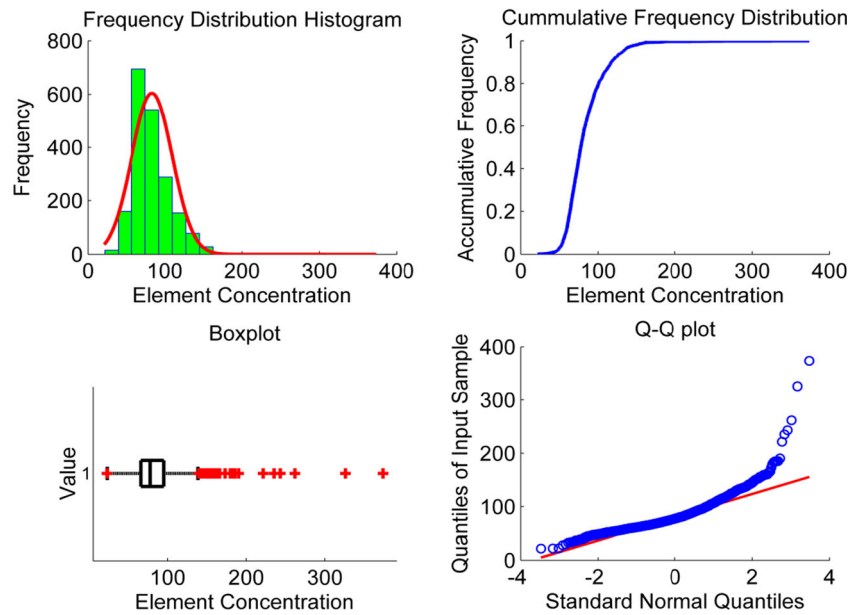 Frequency Distribution Histogram
800
600
400
200
0
Frequency
0 100 200 300 400
Element Concentration
Cummulative Frequency Distribution
1
0.8
0.6
0.4
0.2
0
Accumulative Frequency
0 100 200 300 400
Element Concentration
Boxplot
Value
1
100 200 300
Element Concentration
Q-Q plot
400
300
200
100
0
Quantiles of Input Sample
-4 -2 0 2 4
Standard Normal Quantiles